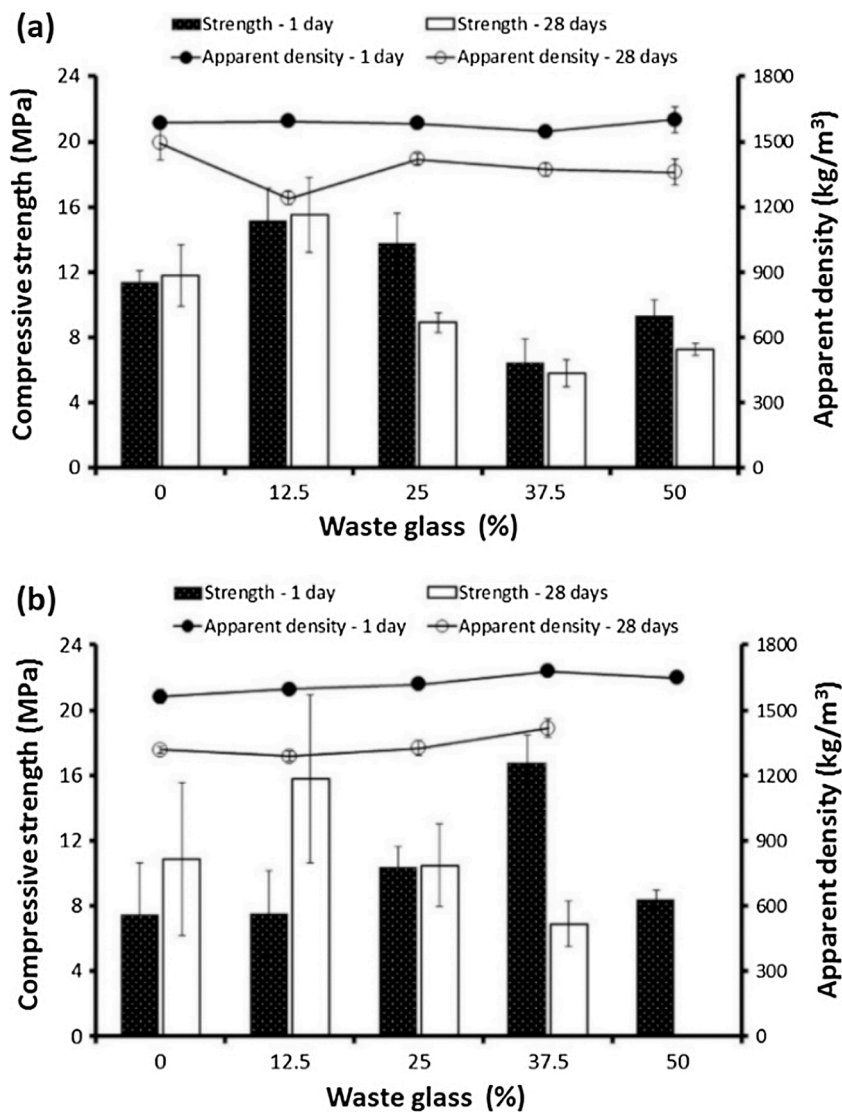 (a)
Strength - 1 day
Strength - 28 days
Apparent density - 1 day
Apparent density - 28 days
Compressive strength (MPa)
24
20
16
12
8
4
0
1800
1500
1200
900
600
300
0
Apparent density (kg/m³)
0 12.5 25 37.5 50
Waste glass (%)
(b)
Strength - 1 day
Strength - 28 days
Apparent density - 1 day
Apparent density - 28 days
Compressive strength (MPa)
24
20
16
12
8
4
0
1800
1500
1200
900
600
300
0
Apparent density (kg/m³)
0 12.5 25 37.5 50
Waste glass (%)